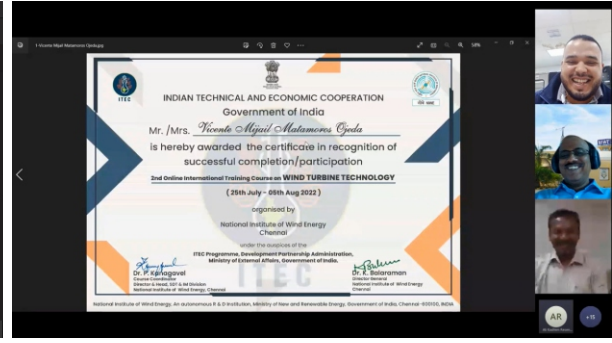 1 Vicente Mijail Matamoros Ojeda.jpg
58%
ITEC
INDIAN TECHNICAL AND ECONOMIC COOPERATION
Government of India
Mr. /Mrs. Vicente Mijail Matamoros Ojeda
is hereby awarded the certificate in recognition of
successful completion/participation
2nd Online International Training Course on WIND TURBINE TECHNOLOGY
( 25th July - 05th Aug 2022 )
organised by
National Institute of Wind Energy
Chennai
under the auspices of the
ITEC Programme, Development Partnership Administration,
Ministry of External Affairs, Government of India.
Dr. P. Kanagavel
Course Coordinator
National Institute of Wind Energy, Chennai
Dr. K. Balaraman
Director General
National Institute of Wind Energy
Chennai
ITEC
National Institute of Wind Energy, An autonomous R & D Institution, Ministry of New and Renewable Energy, Government of India, Chennai-600100, INDIA
AR
+15